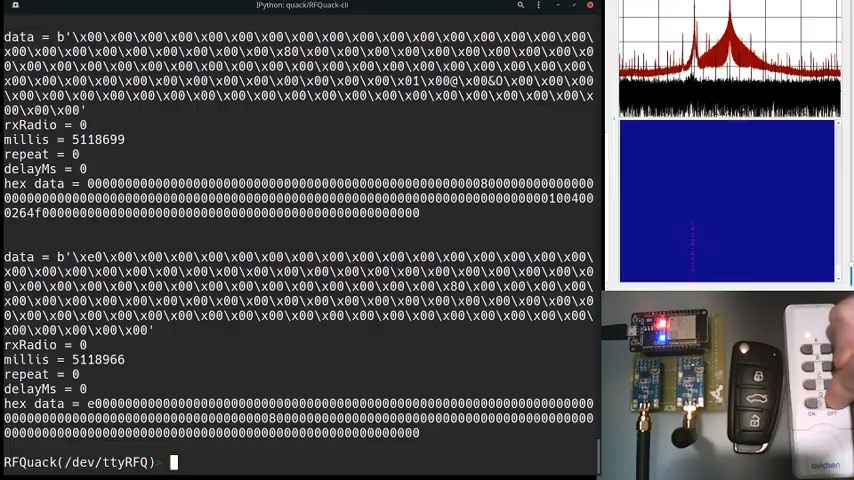 IPython: quack/RFQuack-cli
data = b'\x00\x00\x00\x00\x00\x00\x00\x00\x00\x00\x00\x00\x00\x00\x00\x00\x00\x00\
x00\x00\x00\x00\x00\x00\x00\x00\x00\x00\x00\x80\x00\x00\x00\x00\x00\x00\x00\x00\x00
\x00\x00\x00\x00\x00\x00\x00\x00\x00\x00\x00\x00\x00\x00\x00\x00\x00\x00\x00\x00\x00
\x00\x00\x00\x00\x00\x00\x00\x00\x00\x00\x00\x00\x01\x00@\x00&O\x00\x00\x00
\x00\x00\x00\x00\x00\x00\x00\x00\x00\x00\x00\x00\x00\x00\x00\x00\x00\x00\x00\x00\x
00\x00\x00'
rxRadio = 0
millis = 5118699
repeat = 0
delayMs = 0
hex data = 00000000000000000000000000000000000000000000000000000000008000000000000000
000000000000000000000000000000000000000000000000000000000000000000000000000000100400
0264f0000000000000000000000000000000000000000000000000000
data = b'\xe0\x00\x00\x00\x00\x00\x00\x00\x00\x00\x00\x00\x00\x00\x00\x00\x00\x00\
x00\x00\x00\x00\x00\x00\x00\x00\x00\x00\x00\x00\x00\x00\x00\x00\x00\x00\x00\x00\x00\
x00\x00\x00\x00\x00\x00\x00\x00\x00\x00\x00\x80\x00\x00\x00\x00\x00\x00\x00\x00
\x00\x00\x00\x00\x00\x00\x00\x00\x00\x00\x00\x00\x00\x00\x00\x00\x00\x00\x00\x00\x00
\x00\x00\x00\x00\x00\x00\x00\x00\x00\x00\x00\x00\x00\x00\x00\x00\x00\x00\x00\x00\x00
\x00\x00\x00\x00\x00\x00'
rxRadio = 0
millis = 5118966
repeat = 0
delayMs = 0
hex data = e0000000000000000000000000000000000000000000000000000000000000000000000000
000000000000000000000000000080000000000000000000000000000000000000000000000000000000
0000000000000000000000000000000000000000000000000000000000
RFQuack(/dev/ttyRFQ)>
A
B
C
D
ON OFF
avidsen